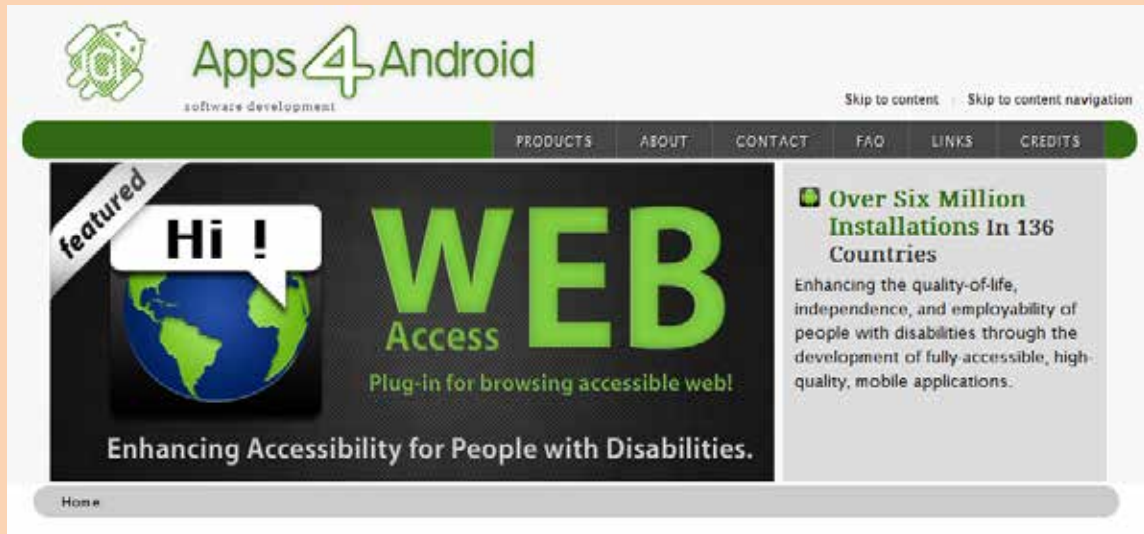 Apps4Android
software development
Skip to content
Skip to content navigation
PRODUCTS ABOUT CONTACT FAQ LINKS CREDITS
featured
Hi !
WEB
Access
Plug-in for browsing accessible web!
Enhancing Accessibility for People with Disabilities.
Over Six Million
Installations In 136
Countries
Enhancing the quality-of-life,
independence, and employability of
people with disabilities through the
development of fully-accessible, high-
quality, mobile applications.
Home